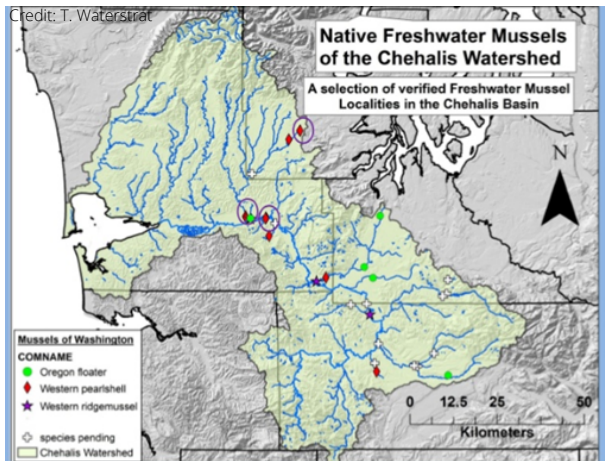 Credit: T. Waterstrat
Native Freshwater Mussels
of the Chehalis Watershed
A selection of verified Freshwater Mussel
Localities in the Chehalis Basin
N
Mussels of Washington
COMNAME
Oregon floater
Western pearlshell
Western ridgemussel
species pending
Chehalis Watershed
0 12.5 25 50
Kilometers